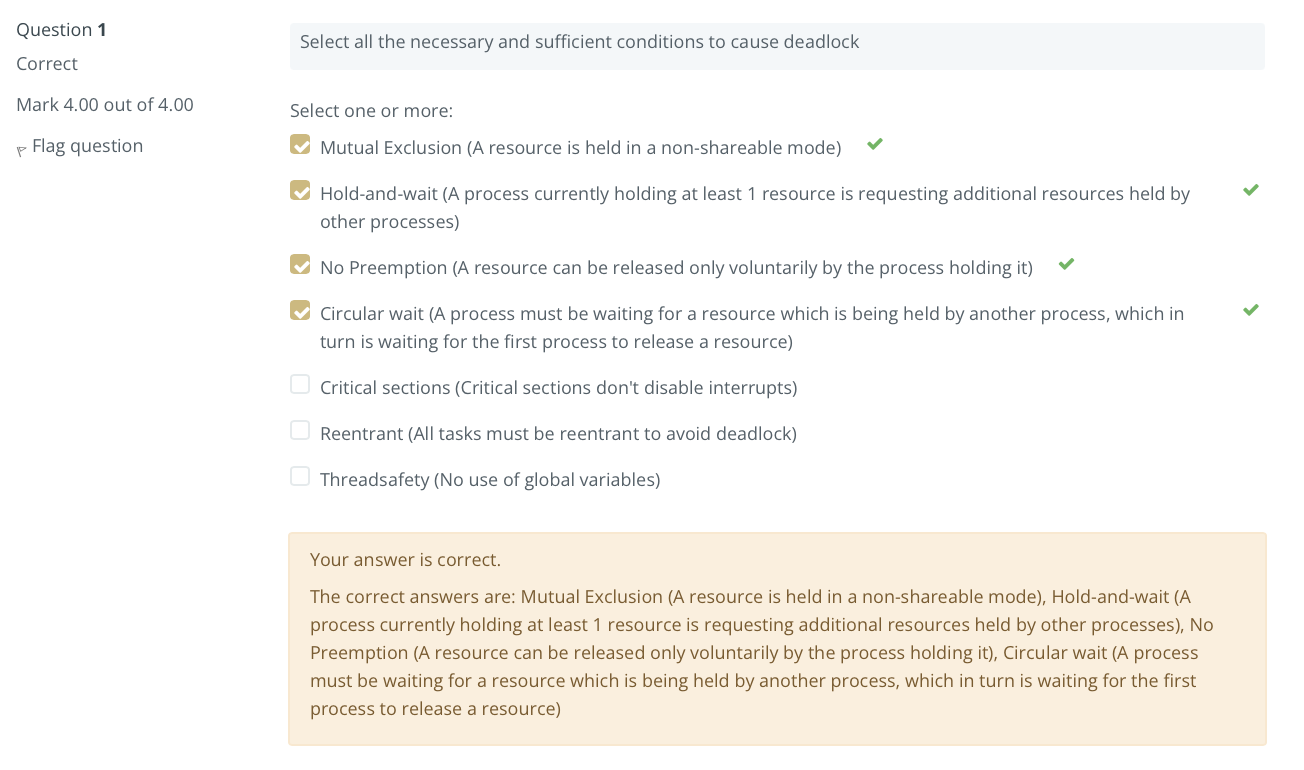 Question 1
Correct
Mark 4.00 out of 4.00
Flag question
Select all the necessary and sufficient conditions to cause deadlock
Select one or more:
Mutual Exclusion (A resource is held in a non-shareable mode)
Hold-and-wait (A process currently holding at least 1 resource is requesting additional resources held by
other processes)
No Preemption (A resource can be released only voluntarily by the process holding it)
Circular wait (A process must be waiting for a resource which is being held by another process, which in
turn is waiting for the first process to release a resource)
Critical sections (Critical sections don't disable interrupts)
Reentrant (All tasks must be reentrant to avoid deadlock)
Threadsafety (No use of global variables)
Your answer is correct.
The correct answers are: Mutual Exclusion (A resource is held in a non-shareable mode), Hold-and-wait (A
process currently holding at least 1 resource is requesting additional resources held by other processes), No
Preemption (A resource can be released only voluntarily by the process holding it), Circular wait (A process
must be waiting for a resource which is being held by another process, which in turn is waiting for the first
process to release a resource)